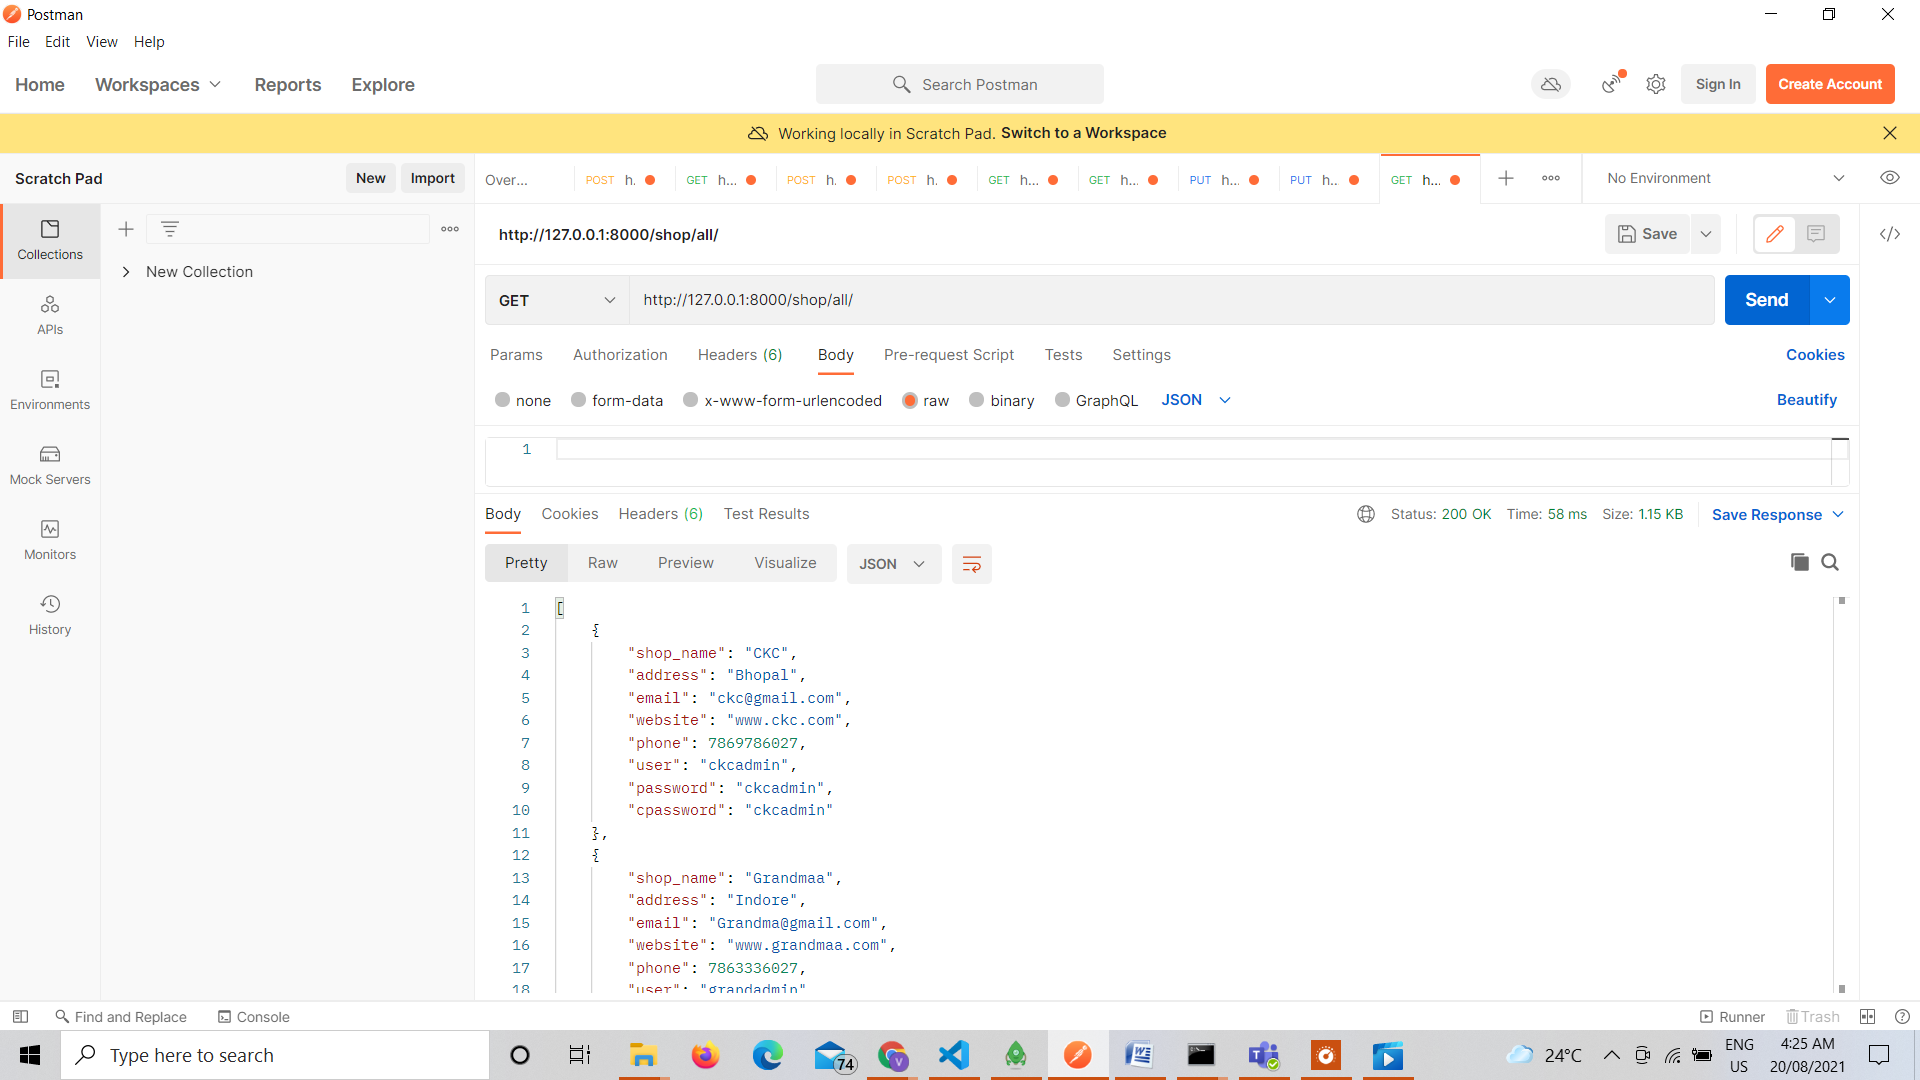 Postman
File Edit View Help
Home Workspaces Reports Explore Search Postman Sign In Create Account
Working locally in Scratch Pad. Switch to a Workspace
Scratch Pad New Import
Over... POST h. GET h... POST h. POST h. GET h... GET h... PUT h... PUT h... GET h... No Environment
Collections
APIs
Environments
Mock Servers
Monitors
History
New Collection
http://127.0.0.1:8000/shop/all/ Save
GET http://127.0.0.1:8000/shop/all/ Send
Params Authorization Headers (6) Body Pre-request Script Tests Settings Cookies
none form-data x-www-form-urlencoded raw binary GraphQL JSON Beautify
1
Body Cookies Headers (6) Test Results Status: 200 OK Time: 58 ms Size: 1.15 KB Save Response
Pretty Raw Preview Visualize JSON
1 [
2 {
3 "shop_name": "CKC",
4 "address": "Bhopal",
5 "email": "ckc@gmail.com",
6 "website": "www.ckc.com",
7 "phone": 7869786027,
8 "user": "ckcadmin",
9 "password": "ckcadmin",
10 "cpassword": "ckcadmin"
11 },
12 {
13 "shop_name": "Grandmaa",
14 "address": "Indore",
15 "email": "Grandma@gmail.com",
16 "website": "www.grandmaa.com",
17 "phone": 7863336027,
18 "user": "grandadmin"
Find and Replace Console Runner Trash
Type here to search 74 V 24°C ENG US 4:25 AM 20/08/2021